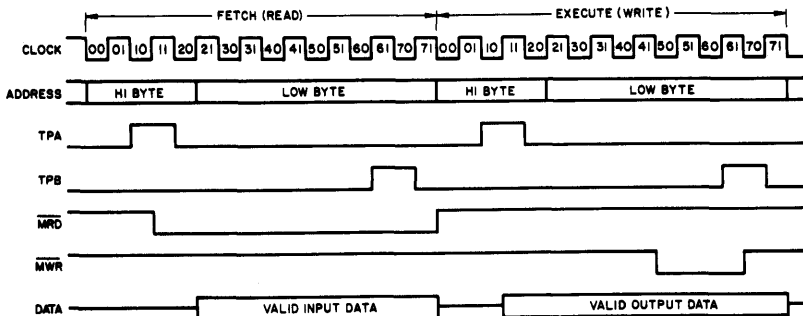 FETCH (READ) EXECUTE (WRITE)
CLOCK 00 01 10 11 20 21 30 31 40 41 50 51 60 61 70 71 00 01 10 11 20 21 30 31 40 41 50 51 60 61 70 71
ADDRESS HI BYTE LOW BYTE HI BYTE LOW BYTE
TPA
TPB
MRD
MWR
DATA VALID INPUT DATA VALID OUTPUT DATA